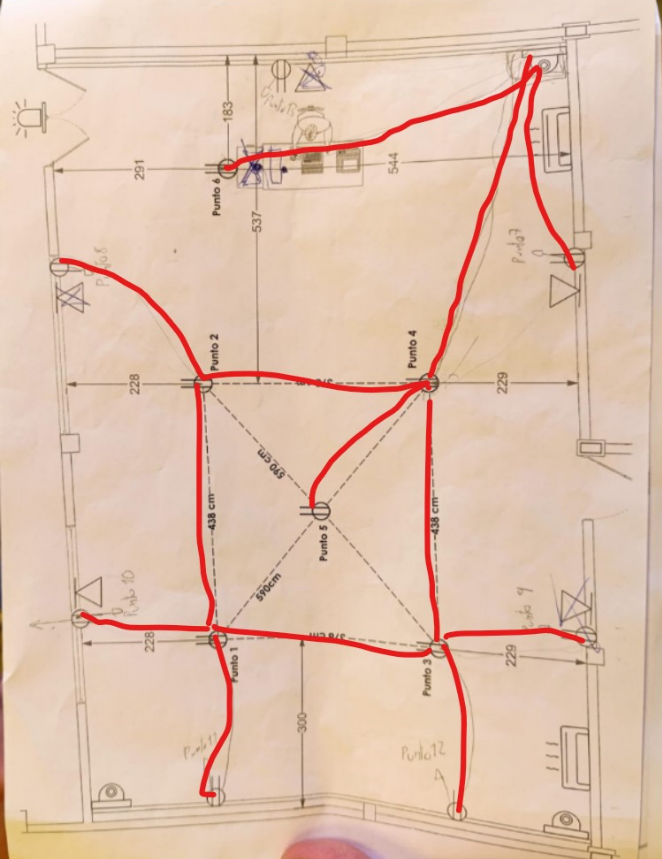 183
291
544
Punto 6
537
Punto 7
Punto 8
Punto 2
Punto 4
228
229
590 cm
438 cm
438 cm
Punto 5
590cm
Punto 10
Punto 9
228
378 cm
229
Punto 1
Punto 3
300
Punto 12